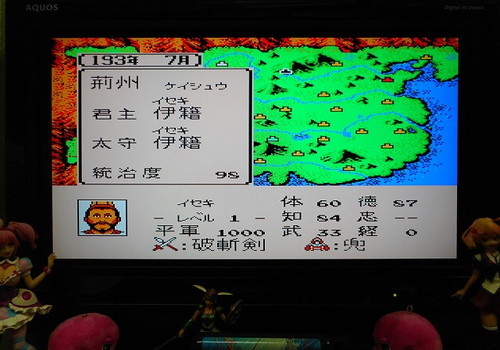 AQUOS
193年 7月
荊州 ケイシュウ
イセキ
君主 伊籍
イセキ
太守 伊籍
統治度 98
イセキ 体 60 徳 87
- レベル 1 - 知 84 忠 --
平軍 1000 武 33 経 0
:破斬剣 :兜